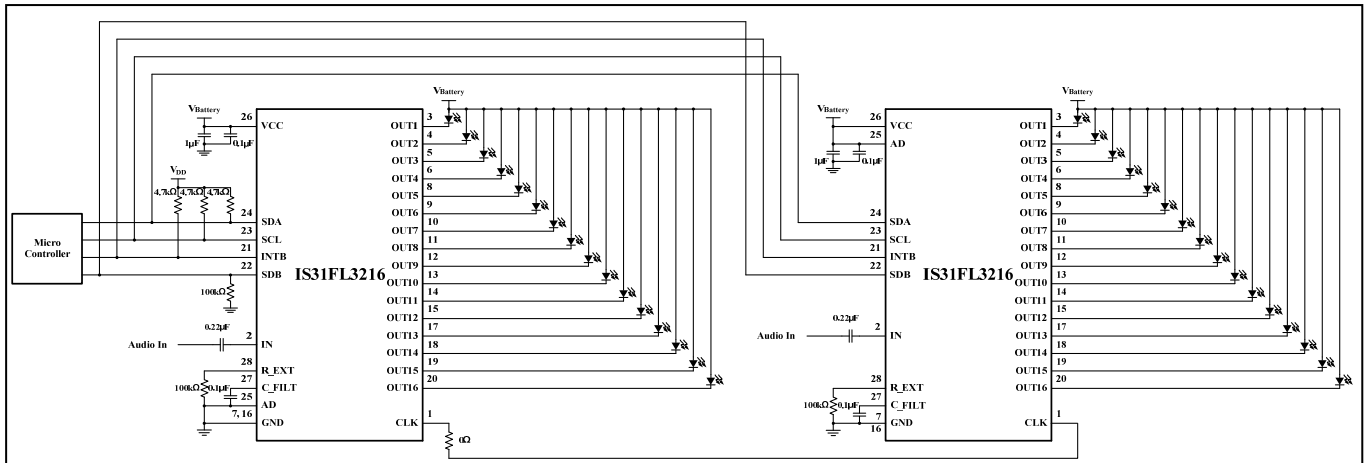 VBattery
26 VCC
1μF 0.1μF
VDD
4.7kΩ 4.7kΩ 4.7kΩ
Micro
Controller
24 SDA
23 SCL
21 INTB
22 SDB
100kΩ
IS31FL3216
0.22μF
Audio In
2 IN
28 R_EXT
100kΩ 0.1μF
27 C_FILT
25 AD
7, 16 GND
VBattery
OUT1 3
OUT2 4
OUT3 5
OUT4 6
OUT5 8
OUT6 9
OUT7 10
OUT8 11
OUT9 12
OUT10 13
OUT11 14
OUT12 15
OUT13 17
OUT14 18
OUT15 19
OUT16 20
CLK 1
0Ω
VBattery
26 VCC
25 AD
1μF 0.1μF
24 SDA
23 SCL
21 INTB
22 SDB
IS31FL3216
0.22μF
Audio In
2 IN
28 R_EXT
100kΩ 0.1μF
27 C_FILT
7 GND
16
VBattery
OUT1 3
OUT2 4
OUT3 5
OUT4 6
OUT5 8
OUT6 9
OUT7 10
OUT8 11
OUT9 12
OUT10 13
OUT11 14
OUT12 15
OUT13 17
OUT14 18
OUT15 19
OUT16 20
CLK 1